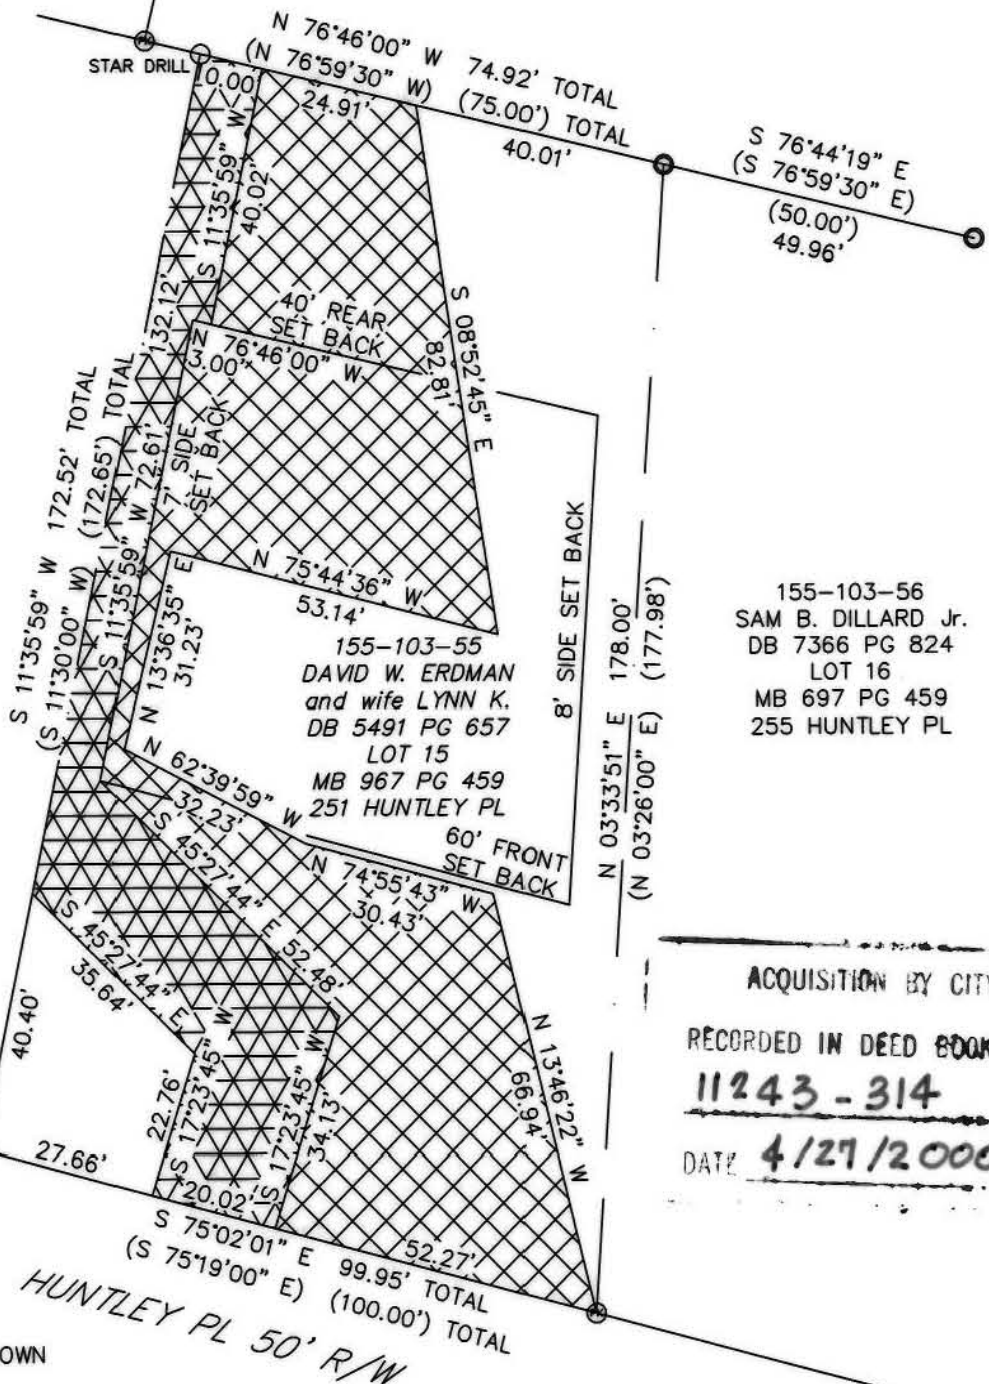 N 76°46'00" W 74.92' TOTAL
(N 76°59'30" W) (75.00') TOTAL
STAR DRILL
24.91'
40.01'
S 76°44'19" E
(S 76°59'30" E)
(50.00')
49.96'
S 11°35'59" W
40.02'
132.12'
40' REAR
SET BACK
N 76°46'00" W
3.00'
S 08°52'45" E
82.81'
7' SIDE
SET BACK
S 11°35'59" W 172.52' TOTAL
(S 11°30'00" W) (172.65') TOTAL
S 11°35'59" W 72.61'
N 13°36'35" E
31.23'
N 75°44'36" W
53.14'
155-103-55
DAVID W. ERDMAN
and wife LYNN K.
DB 5491 PG 657
LOT 15
MB 967 PG 459
251 HUNTLEY PL
8' SIDE SET BACK
N 03°33'51" E 178.00'
(N 03°26'00" E) (177.98')
155-103-56
SAM B. DILLARD Jr.
DB 7366 PG 824
LOT 16
MB 697 PG 459
255 HUNTLEY PL
N 62°39'59" W
32.23'
60' FRONT
SET BACK
N 74°55'43" W
30.43'
S 45°27'44" E 52.48'
S 45°27'44" E
35.64'
40.40'
N 13°46'22" W
66.94'
22.76'
S 17°23'45" W
S 17°23'45" W
34.13'
27.66'
20.02'
52.27'
S 75°02'01" E 99.95' TOTAL
(S 75°19'00" E) (100.00') TOTAL
HUNTLEY PL 50' R/W
OWN
ACQUISITION BY CITY
RECORDED IN DEED BOOK
11243-314
DATE 4/27/2000